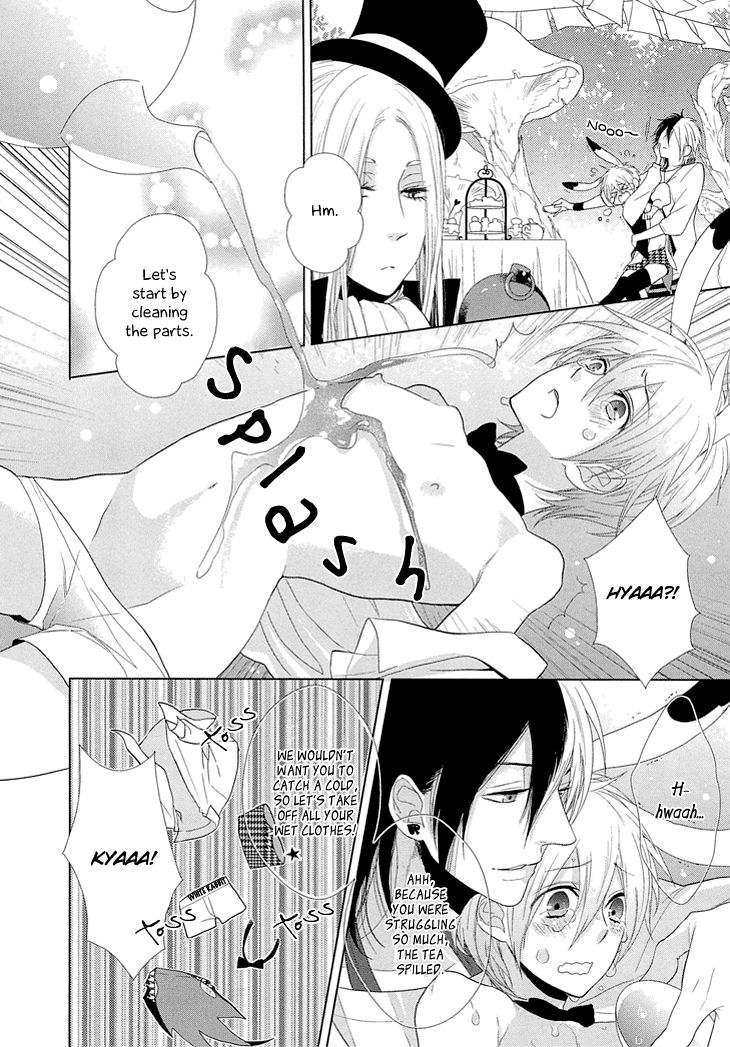 Nooo~
Hm.
Let's
start by
cleaning
the parts.
Splash
HYAAA?!
H-
hwaah...
AHH,
BECAUSE
YOU WERE
STRUGGLING
SO MUCH,
THE TEA
SPILLED.
WE WOULDN'T
WANT YOU TO
CATCH A COLD,
SO LET'S TAKE
OFF ALL YOUR
WET CLOTHES!
toss
KYAAA!
WHITE RABBIT
toss
toss